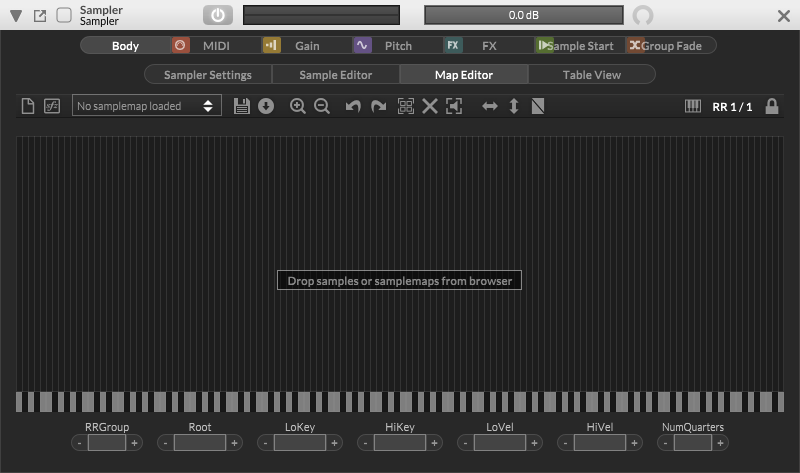 Sampler
Sampler
0.0 dB
Body MIDI Gain Pitch FX FX Sample Start Group Fade
Sampler Settings Sample Editor Map Editor Table View
sfz No samplemap loaded RR 1 / 1
Drop samples or samplemaps from browser
RRGroup Root LoKey HiKey LoVel HiVel NumQuarters
- + - + - + - + - + - + - +